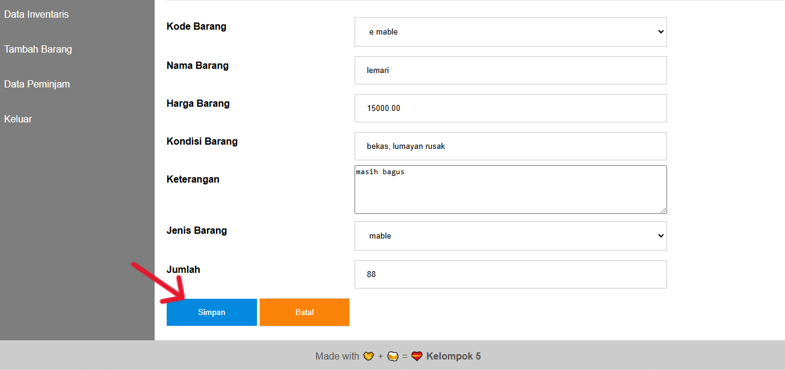 Data Inventaris
Tambah Barang
Data Peminjam
Keluar
Kode Barang
e mable
Nama Barang
lemari
Harga Barang
15000.00
Kondisi Barang
bekas, lumayan rusak
Keterangan
masih bagus
Jenis Barang
mable
Jumlah
88
Simpan
Batal
Made with 💛 + 🍻 = 💝 Kelompok 5